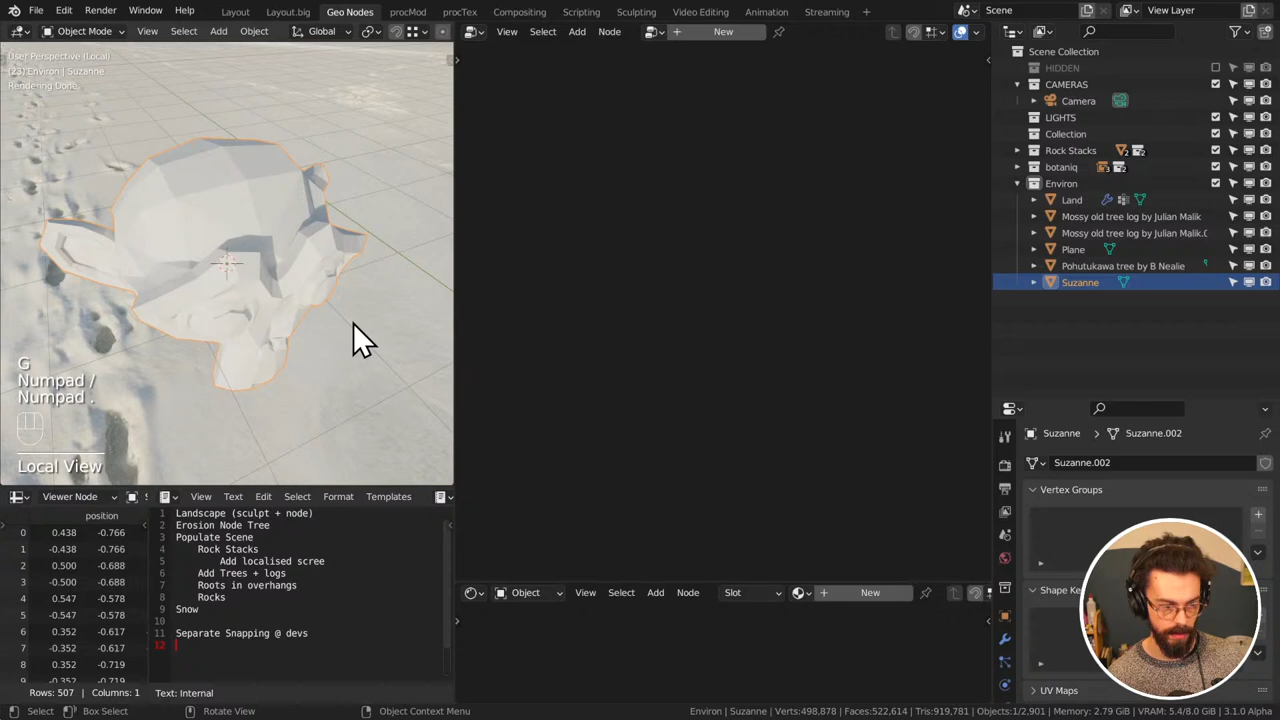 File Edit Render Window Help Layout Layout.big Geo Nodes procMod procTex Compositing Scripting Sculpting Video Editing Animation Streaming + Scene View Layer
Object Mode View Select Add Object Global
View Select Add Node New
User Perspective (Local)
(23) Environ | Suzanne
Rendering Done
Scene Collection
HIDDEN
CAMERAS
Camera
LIGHTS
Collection
Rock Stacks 2 2
botaniq 3 2
Environ
Land
Mossy old tree log by Julian Malik
Mossy old tree log by Julian Malik.0
Plane
Pohutukawa tree by B Nealie
Suzanne
G
Numpad /
Numpad .
Local View
Suzanne > Suzanne.002
Suzanne.002
Vertex Groups
Shape Ke
UV Maps
Viewer Node
View Text Edit Select Format Templates
position
0 0.438 -0.766
1 -0.438 -0.766
2 0.500 -0.688
3 -0.500 -0.688
4 0.547 -0.578
5 -0.547 -0.578
6 0.352 -0.617
7 -0.352 -0.617
8 0.352 -0.719
9 -0.352 -0.719
Rows: 507 | Columns: 1
1 Landscape (sculpt + node)
2 Erosion Node Tree
3 Populate Scene
4 Rock Stacks
5 Add localised scree
6 Add Trees + logs
7 Roots in overhangs
8 Rocks
9 Snow
10
11 Separate Snapping @ devs
12
Text: Internal
Object View Select Add Node Slot New
Select Box Select Rotate View Object Context Menu
Environ | Suzanne | Verts:498,878 | Faces:522,614 | Tris:919,781 | Objects:1/2,901 | Memory: 2.79 GiB | VRAM: 5.4/8.0 GiB | 3.1.0 Alpha